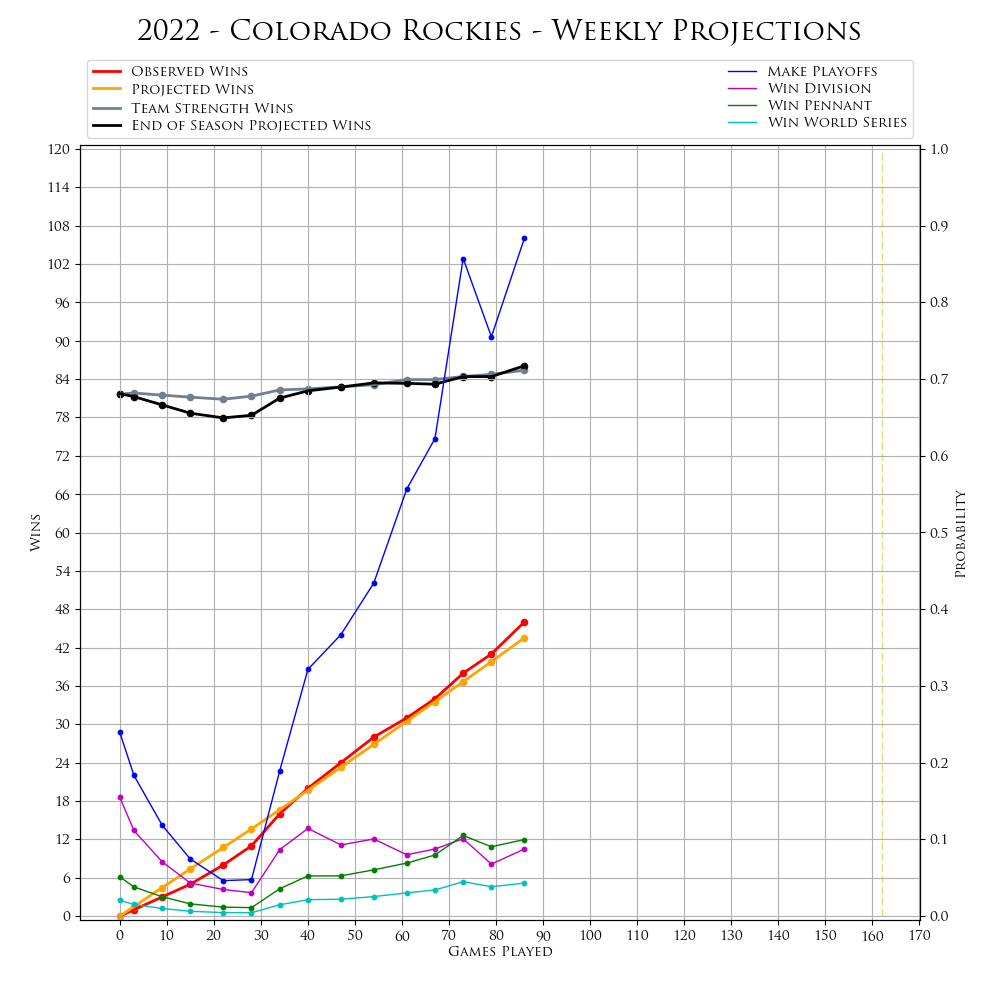 2022 - Colorado Rockies - Weekly Projections
Observed Wins
Projected Wins
Team Strength Wins
End of Season Projected Wins
Make Playoffs
Win Division
Win Pennant
Win World Series
120
114
108
102
96
90
84
78
72
66
60
54
48
42
36
30
24
18
12
6
0
Wins
1.0
0.9
0.8
0.7
0.6
0.5
0.4
0.3
0.2
0.1
0.0
Probability
0 10 20 30 40 50 60 70 80 90 100 110 120 130 140 150 160 170
Games Played